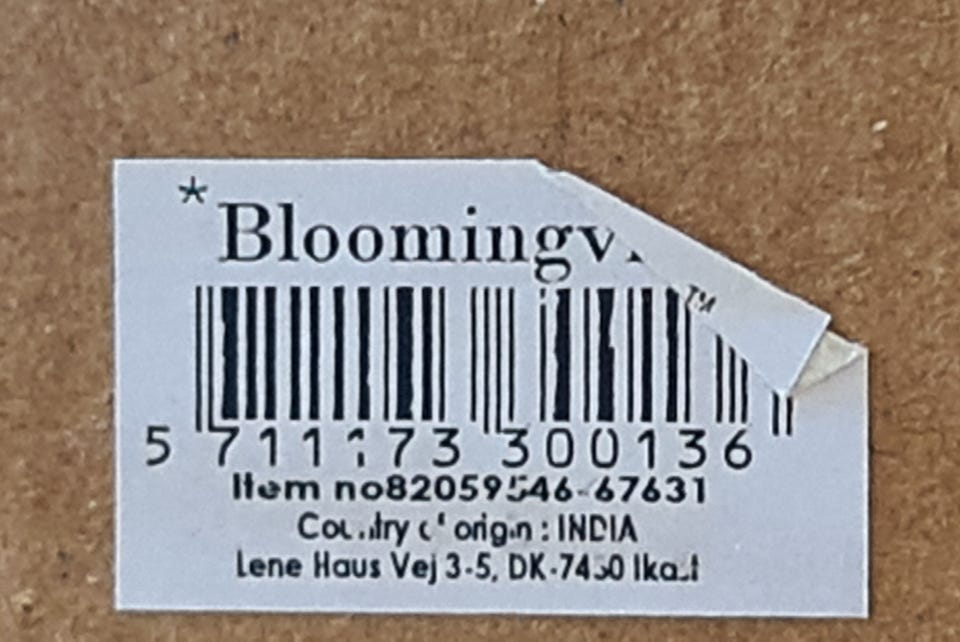 *Bloomingv
TM
5 711173 300136
Item no82059546-67631
Country of origin : INDIA
Lene Haus Vej 3-5, DK-7430 Ikast